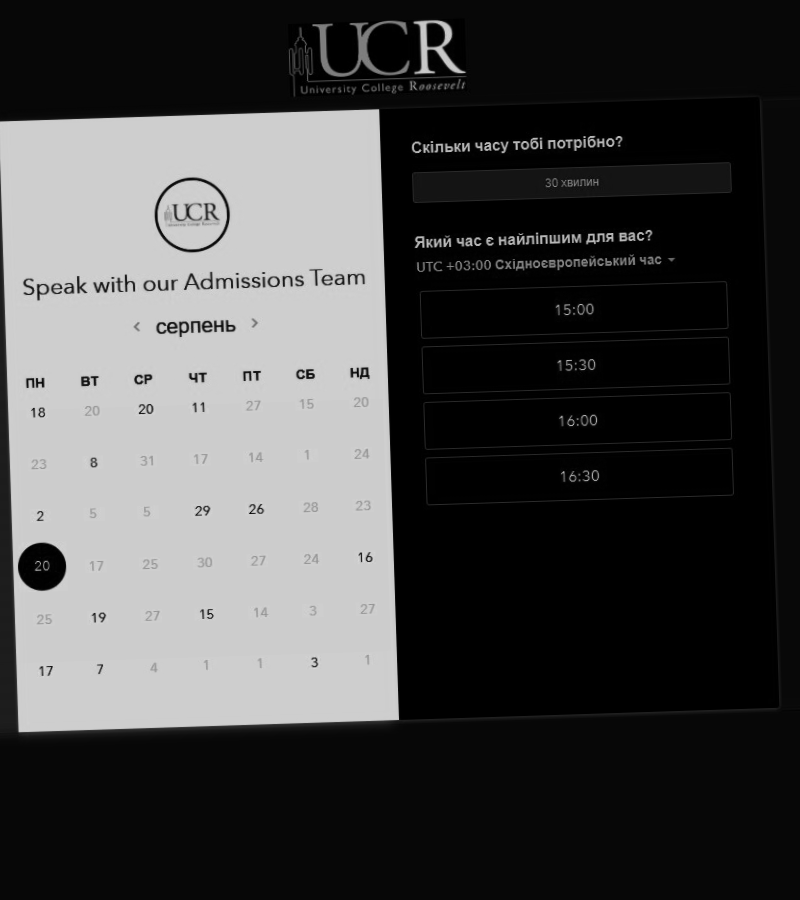 UCR
University College Roosevelt
UCR
University College Roosevelt
Speak with our Admissions Team
‹ серпень ›
ПН ВТ СР ЧТ ПТ СБ НД
18 20 20 11 27 15 20
23 8 31 17 14 1 24
2 5 5 29 26 28 23
20 17 25 30 27 24 16
25 19 27 15 14 3 27
17 7 4 1 1 3 1
Скільки часу тобі потрібно?
30 хвилин
Який час є найліпшим для вас?
UTC +03:00 Східноєвропейський час
15:00
15:30
16:00
16:30